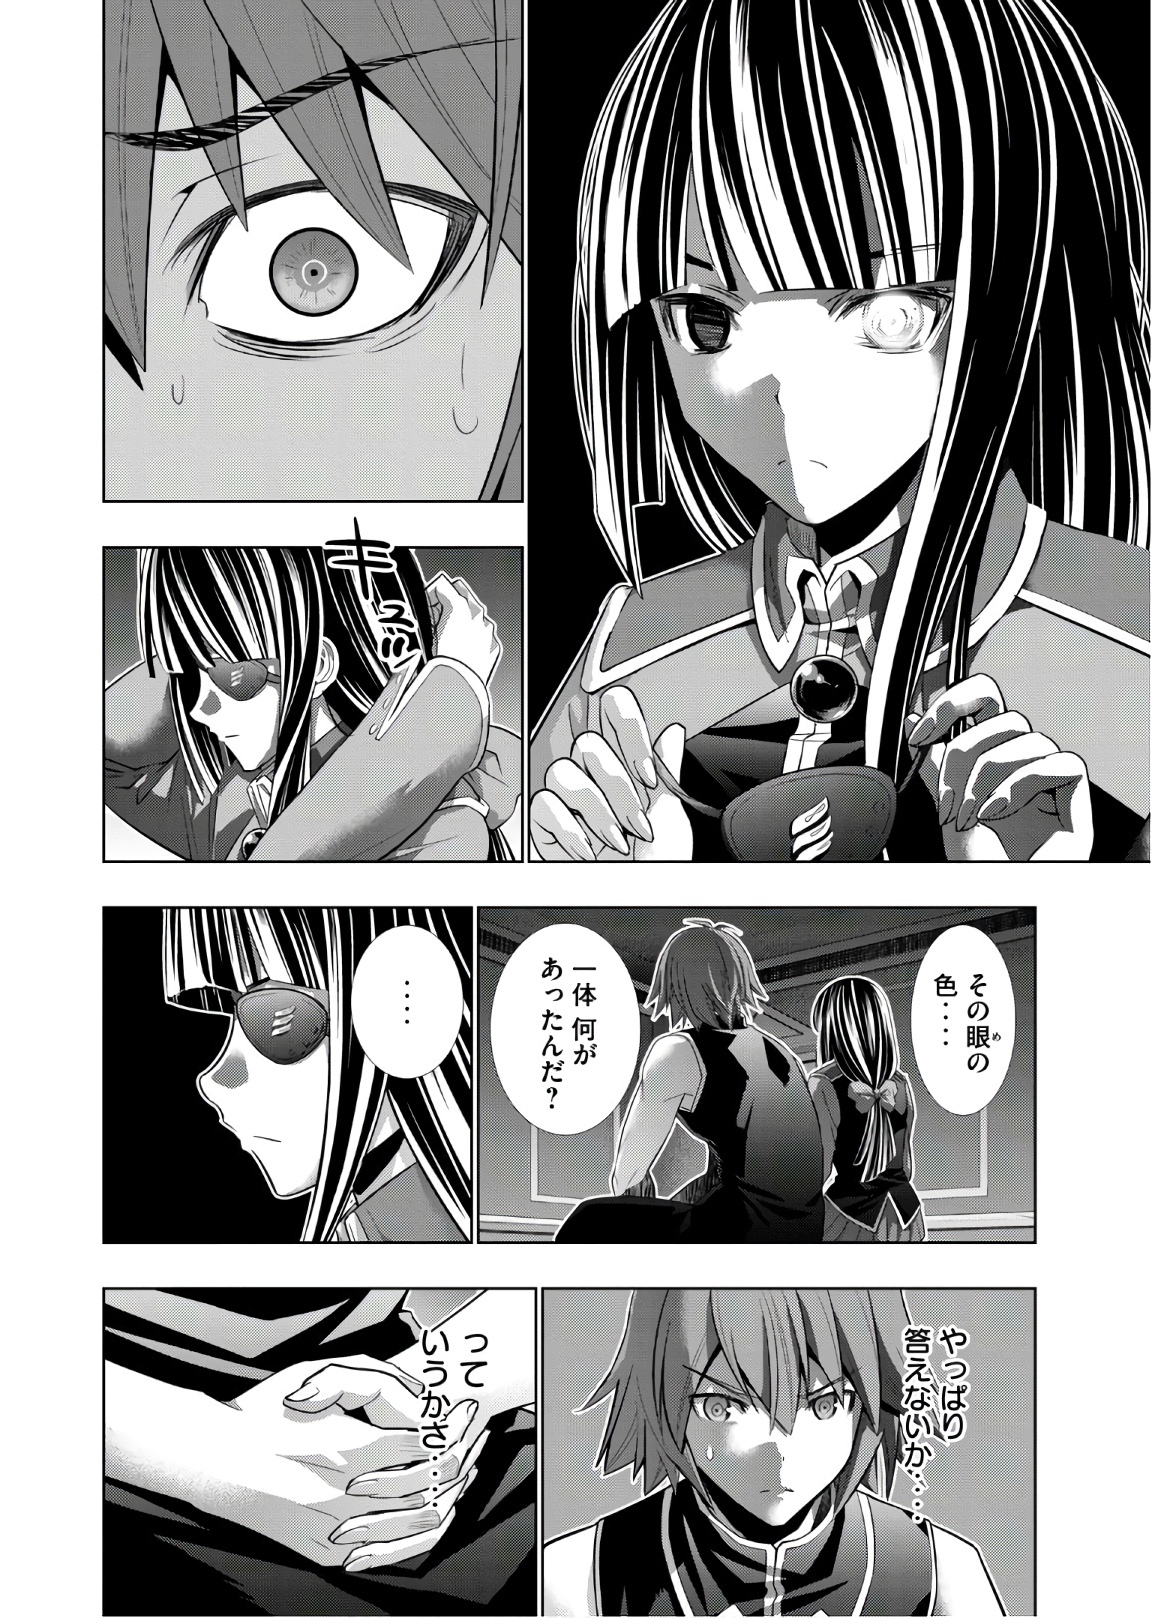 キュッ
その眼の
め
色‥‥
一体 何が
あったんだ？
‥‥
やっぱり
答えないか‥‥
って
いうかさ‥‥